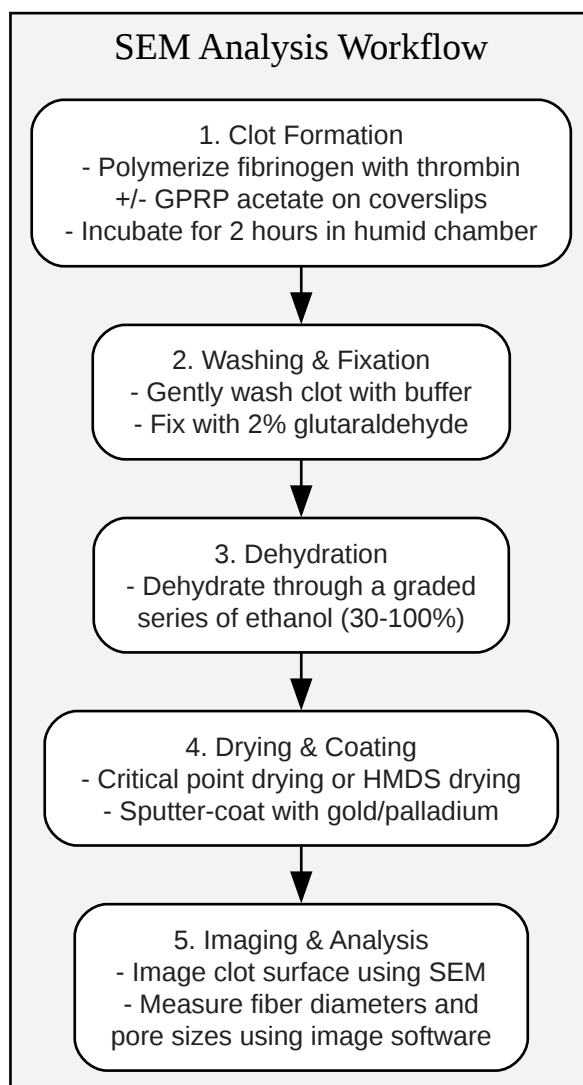 SEM Analysis Workflow
1. Clot Formation
- Polymerize fibrinogen with thrombin
+/- GPRP acetate on coverslips
- Incubate for 2 hours in humid chamber
2. Washing & Fixation
- Gently wash clot with buffer
- Fix with 2% glutaraldehyde
3. Dehydration
- Dehydrate through a graded
series of ethanol (30-100%)
4. Drying & Coating
- Critical point drying or HMDS drying
- Sputter-coat with gold/palladium
5. Imaging & Analysis
- Image clot surface using SEM
- Measure fiber diameters and
pore sizes using image software